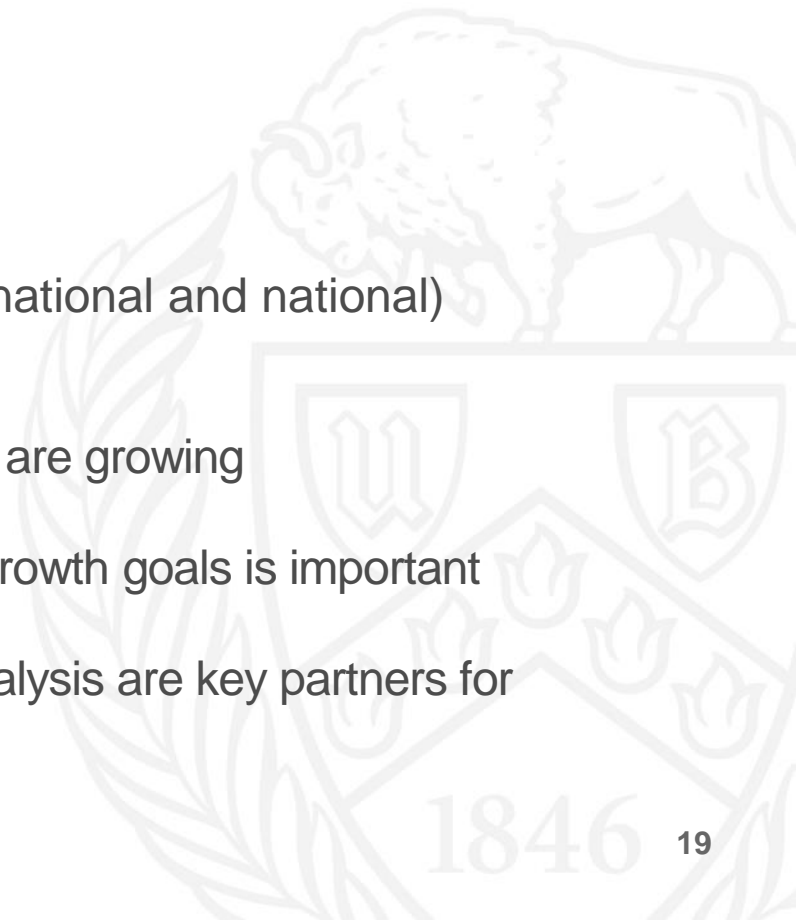 national and national)
are growing
rowth goals is important
alysis are key partners for
U B
1846
19